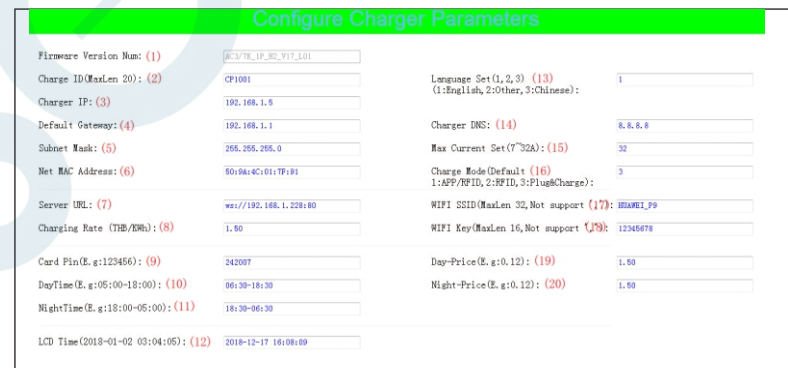 Configure Charger Parameters
Firmware Version Num: (1) AC3/7K_1P_H2_V17_L01
Charge ID(MaxLen 20): (2) CP1001
Language Set(1,2,3) (13) 1
(1:English,2:Other,3:Chinese):
Charger IP: (3) 192.168.1.5
Default Gateway: (4) 192.168.1.1
Charger DNS: (14) 8.8.8.8
Subnet Mask: (5) 255.255.255.0
Max Current Set(7~32A): (15) 32
Net MAC Address: (6) 50:9A:4C:01:7F:91
Charge Mode(Default (16) 3
1:APP/RFID,2:RFID,3:Plug&Charge):
Server URL: (7) ws://192.168.1.228:80
WIFI SSID(MaxLen 32,Not support (17): HUAWEI_P9
Charging Rate (THB/KWh): (8) 1.50
WIFI Key(MaxLen 16,Not support (18): 12345678
Card Pin(E.g:123456): (9) 242007
Day-Price(E.g:0.12): (19) 1.50
DayTime(E.g:05:00-18:00): (10) 06:30-18:30
Night-Price(E.g:0.12): (20) 1.50
NightTime(E.g:18:00-05:00): (11) 18:30-06:30
LCD Time(2018-01-02 03:04:05): (12) 2018-12-17 16:08:09